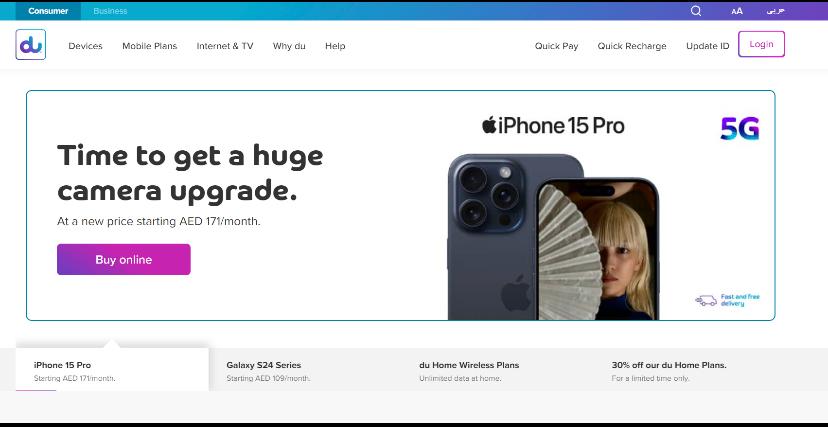 Consumer Business AA عربي
du Devices Mobile Plans Internet & TV Why du Help Quick Pay Quick Recharge Update ID Login
iPhone 15 Pro 5G
Time to get a huge
camera upgrade.
At a new price starting AED 171/month.
Buy online
Fast and free
delivery
iPhone 15 Pro
Starting AED 171/month.
Galaxy S24 Series
Starting AED 109/month.
du Home Wireless Plans
Unlimited data at home.
30% off our du Home Plans.
For a limited time only.